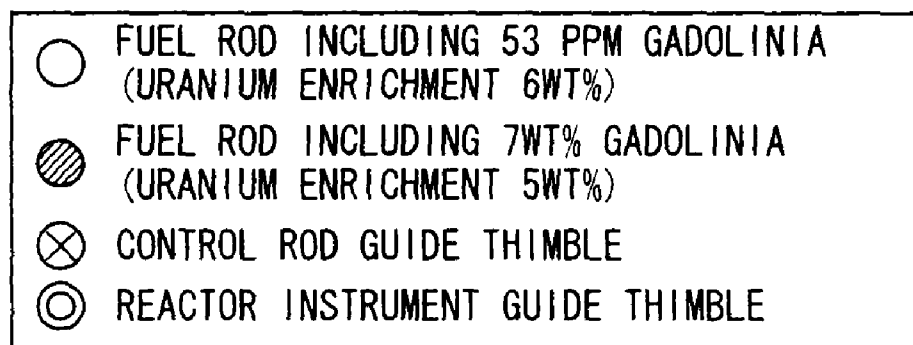 FUEL ROD INCLUDING 53 PPM GADOLINIA
(URANIUM ENRICHMENT 6WT%)
FUEL ROD INCLUDING 7WT% GADOLINIA
(URANIUM ENRICHMENT 5WT%)
CONTROL ROD GUIDE THIMBLE
REACTOR INSTRUMENT GUIDE THIMBLE